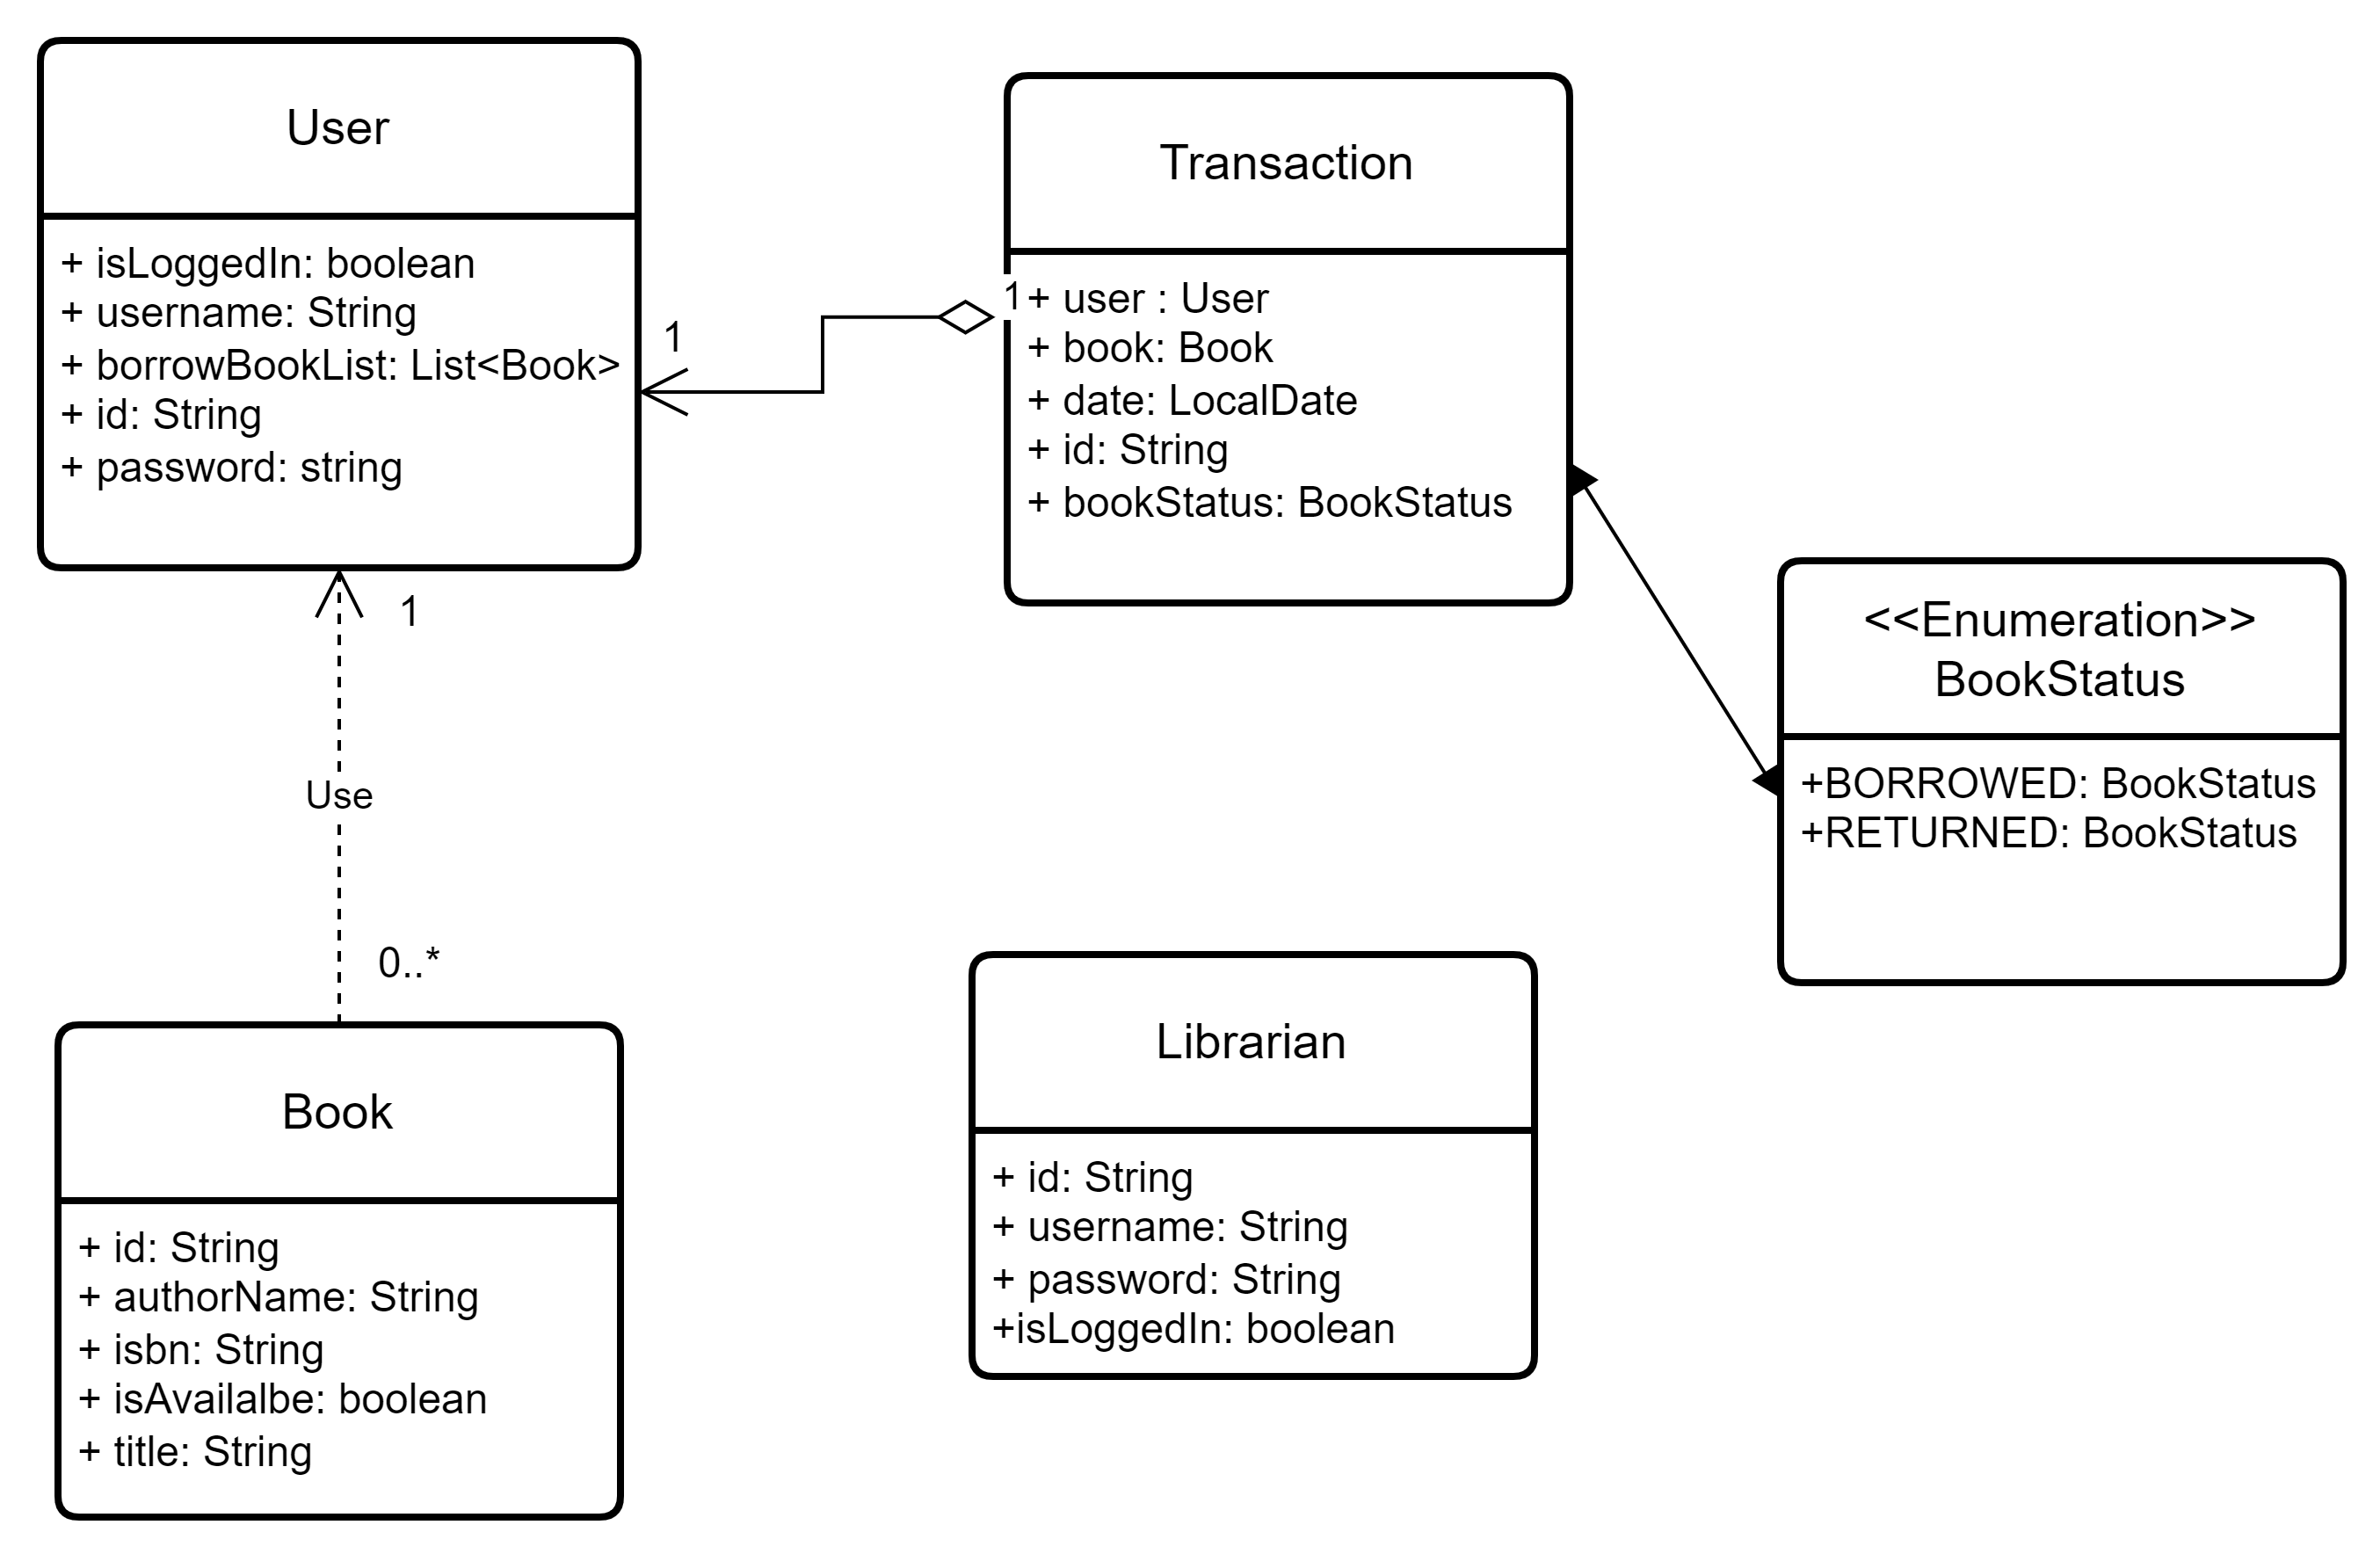 User
+ isLoggedIn: boolean
+ username: String
+ borrowBookList: List<Book>
+ id: String
+ password: string
1
1
Transaction
+ user : User
+ book: Book
+ date: LocalDate
+ id: String
+ bookStatus: BookStatus
<<Enumeration>>
BookStatus
+BORROWED: BookStatus
+RETURNED: BookStatus
1
Use
0..*
Book
+ id: String
+ authorName: String
+ isbn: String
+ isAvailalbe: boolean
+ title: String
Librarian
+ id: String
+ username: String
+ password: String
+isLoggedIn: boolean